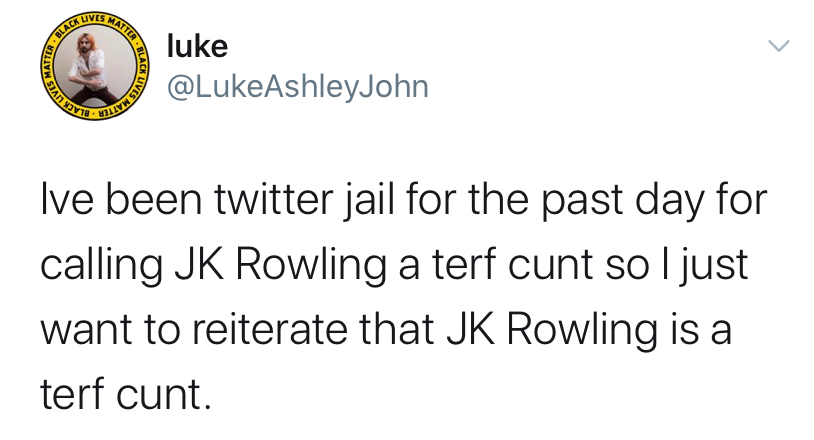 BLACK LIVES MATTER · BLACK LIVES MATTER · BLACK LIVES MATTER ·
luke
@LukeAshleyJohn
Ive been twitter jail for the past day for
calling JK Rowling a terf cunt so I just
want to reiterate that JK Rowling is a
terf cunt.